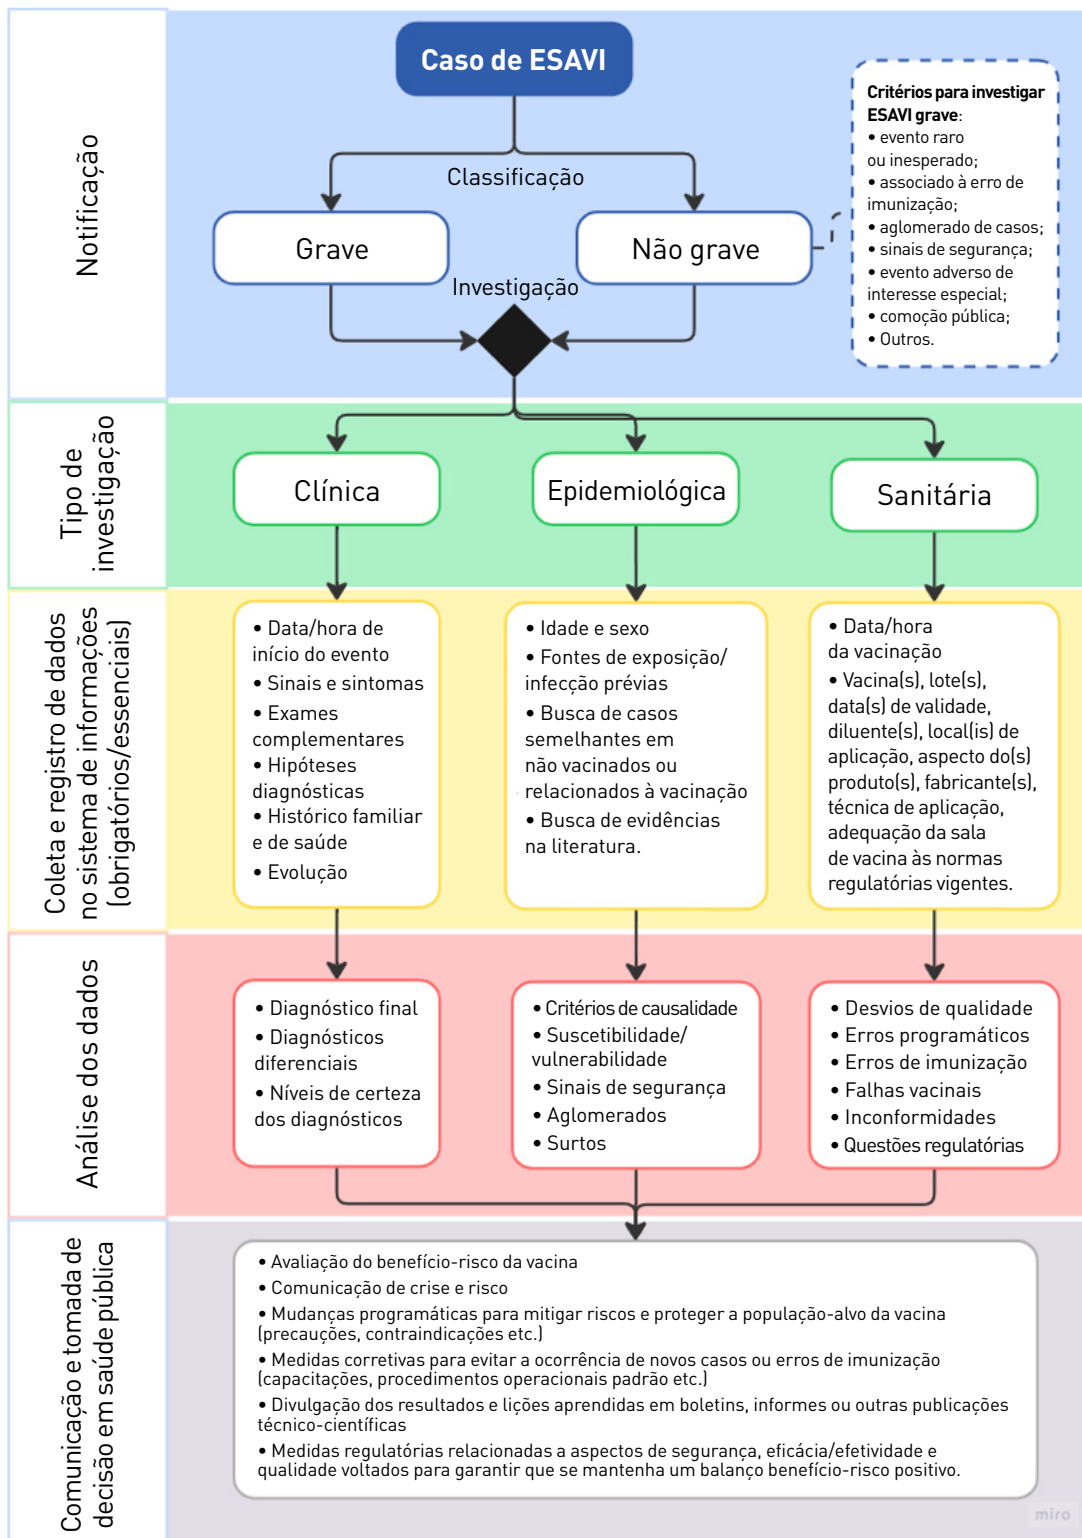 Notificação
Caso de ESAVI
Critérios para investigar
ESAVI grave:
• evento raro
ou inesperado;
• associado à erro de
imunização;
• aglomerado de casos;
• sinais de segurança;
• evento adverso de
interesse especial;
• comoção pública;
• Outros.
Classificação
Grave
Não grave
Investigação
Tipo de
investigação
Clínica
Epidemiológica
Sanitária
Coleta e registro de dados
no sistema de informações
(obrigatórios/essenciais)
• Data/hora de
início do evento
• Sinais e sintomas
• Exames
complementares
• Hipóteses
diagnósticas
• Histórico familiar
e de saúde
• Evolução
• Idade e sexo
• Fontes de exposição/
infecção prévias
• Busca de casos
semelhantes em
não vacinados ou
relacionados à vacinação
• Busca de evidências
na literatura.
• Data/hora
da vacinação
• Vacina(s), lote(s),
data(s) de validade,
diluente(s), local(is) de
aplicação, aspecto do(s)
produto(s), fabricante(s),
técnica de aplicação,
adequação da sala
de vacina às normas
regulatórias vigentes.
Análise dos dados
• Diagnóstico final
• Diagnósticos
diferenciais
• Níveis de certeza
dos diagnósticos
• Critérios de causalidade
• Suscetibilidade/
vulnerabilidade
• Sinais de segurança
• Aglomerados
• Surtos
• Desvios de qualidade
• Erros programáticos
• Erros de imunização
• Falhas vacinais
• Inconformidades
• Questões regulatórias
Comunicação e tomada de
decisão em saúde pública
• Avaliação do benefício-risco da vacina
• Comunicação de crise e risco
• Mudanças programáticas para mitigar riscos e proteger a população-alvo da vacina
(precauções, contraindicações etc.)
• Medidas corretivas para evitar a ocorrência de novos casos ou erros de imunização
(capacitações, procedimentos operacionais padrão etc.)
• Divulgação dos resultados e lições aprendidas em boletins, informes ou outras publicações
técnico-científicas
• Medidas regulatórias relacionadas a aspectos de segurança, eficácia/efetividade e
qualidade voltados para garantir que se mantenha um balanço benefício-risco positivo.
miro